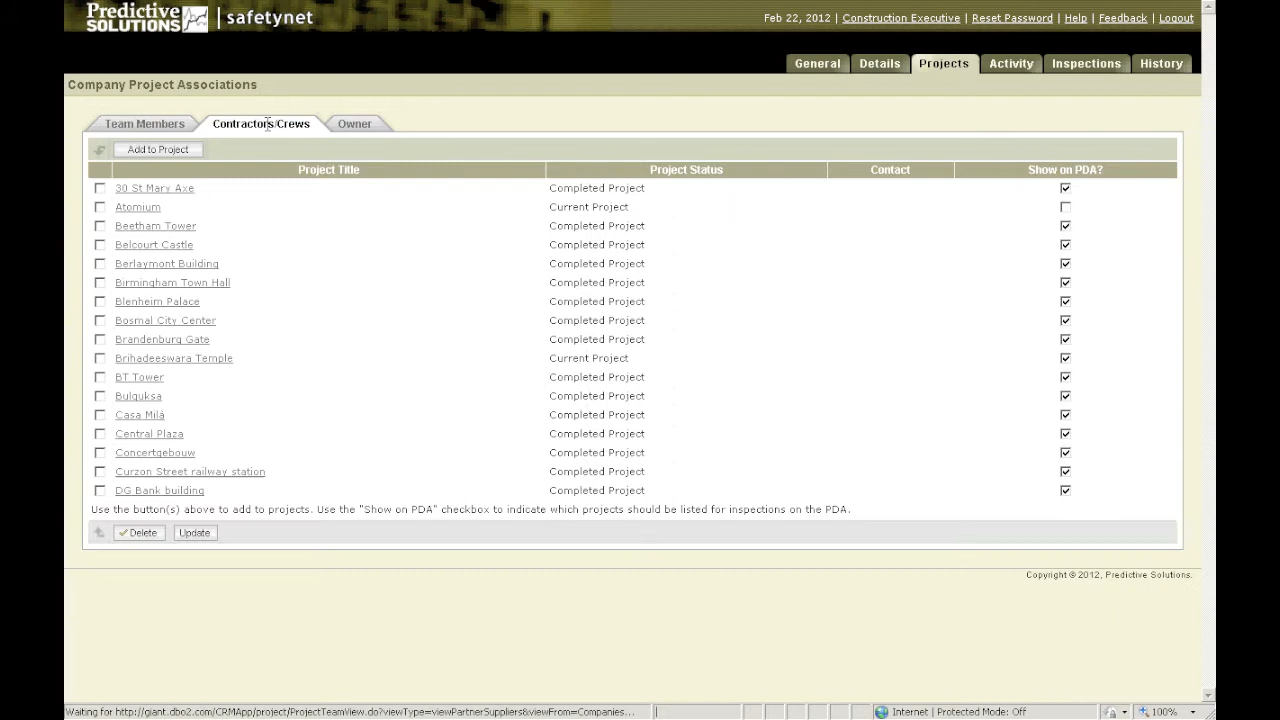 Predictive SOLUTIONS | safetynet
Feb 22, 2012 | Construction Executive | Reset Password | Help | Feedback | Logout
General Details Projects Activity Inspections History
Company Project Associations
Team Members Contractors/Crews Owner
Add to Project
Project Title Project Status Contact Show on PDA?
30 St Mary Axe Completed Project
Atomium Current Project
Beetham Tower Completed Project
Belcourt Castle Completed Project
Berlaymont Building Completed Project
Birmingham Town Hall Completed Project
Blenheim Palace Completed Project
Bosmal City Center Completed Project
Brandenburg Gate Completed Project
Brihadeeswara Temple Current Project
BT Tower Completed Project
Bulguksa Completed Project
Casa Milà Completed Project
Central Plaza Completed Project
Concertgebouw Completed Project
Curzon Street railway station Completed Project
DG Bank building Completed Project
Use the button(s) above to add to projects. Use the "Show on PDA" checkbox to indicate which projects should be listed for inspections on the PDA.
Delete Update
Copyright © 2012, Predictive Solutions.
Waiting for http://giant.dbo2.com/CRMApp/project/ProjectTeamView.do?viewType=viewPartnerSuppliers&viewFrom=Companies... Internet | Protected Mode: Off 100%